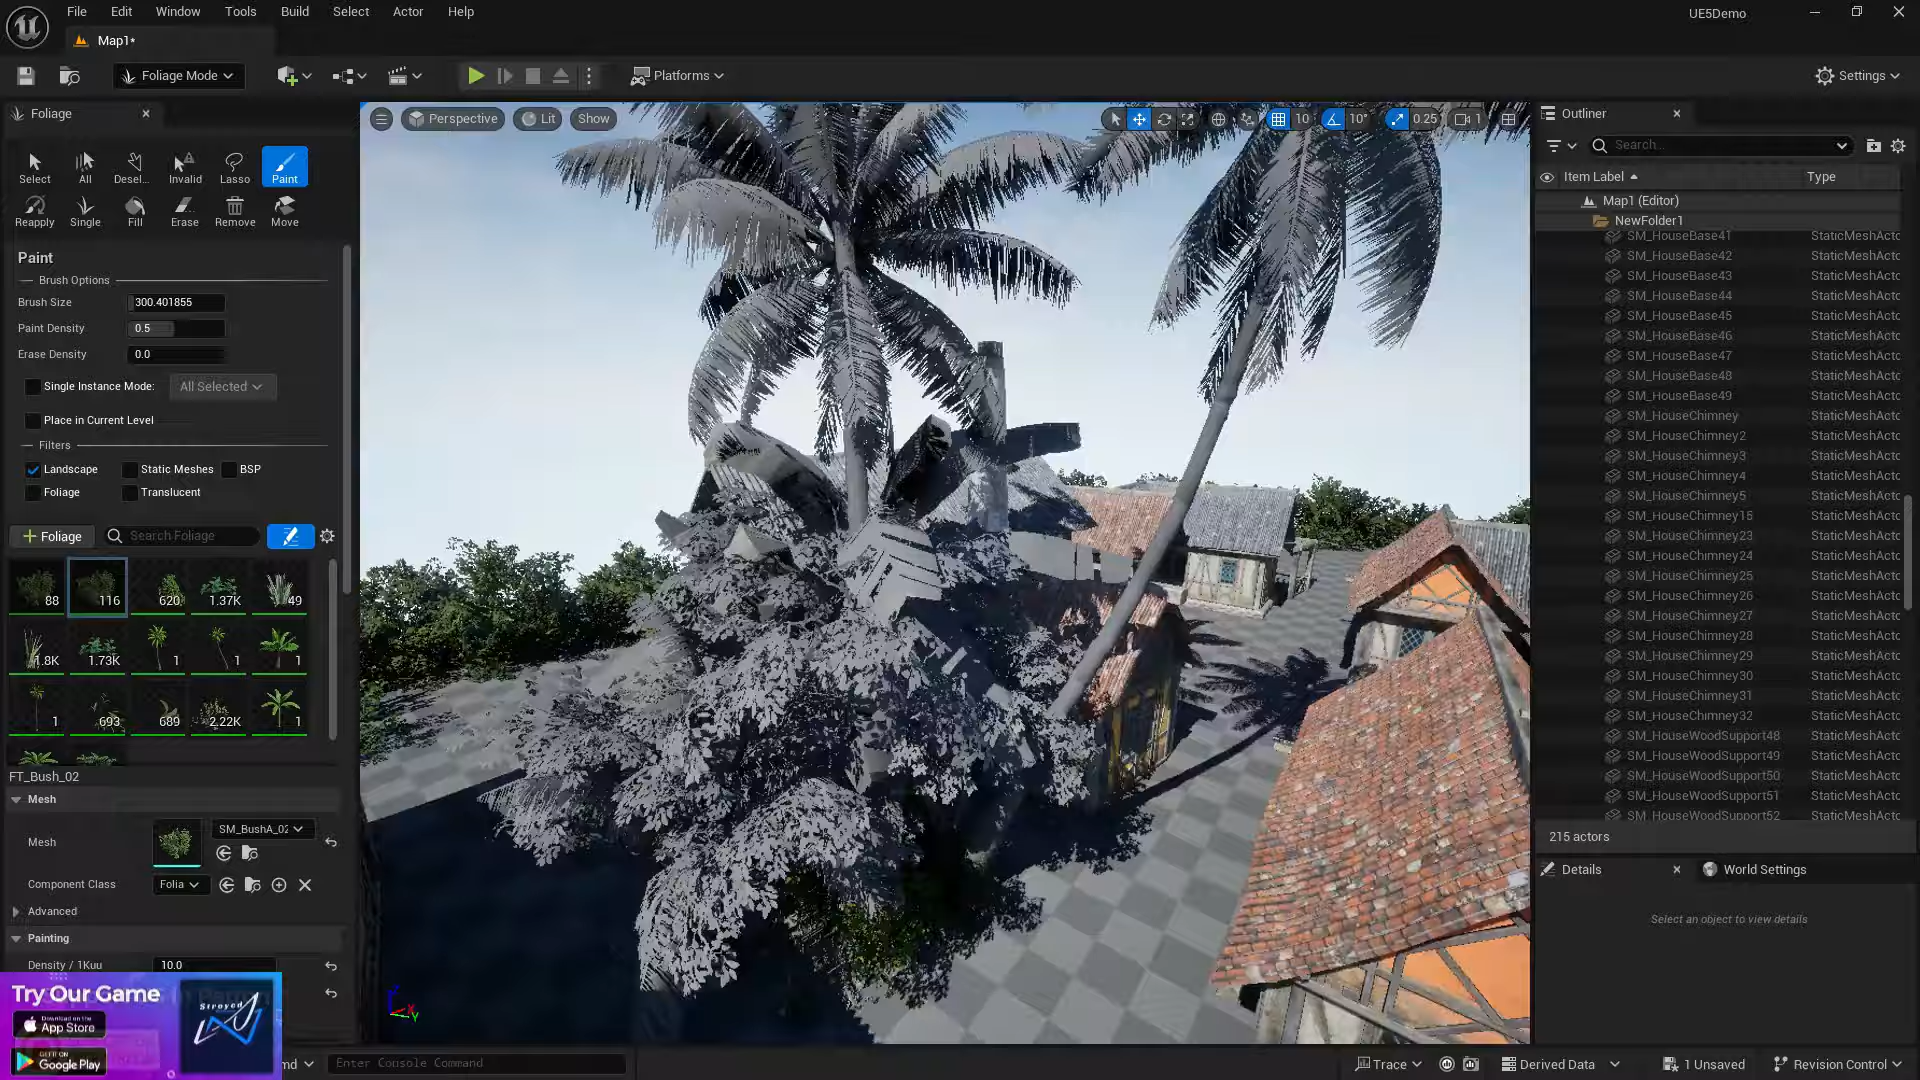 File Edit Window Tools Build Select Actor Help
UE5Demo
Map1*
Foliage Mode
Platforms
Settings
Foliage
Select All Desel... Invalid Lasso Paint
Reapply Single Fill Erase Remove Move
Paint
Brush Options
Brush Size 300.401855
Paint Density 0.5
Erase Density 0.0
Single Instance Mode: All Selected
Place in Current Level
Filters
Landscape Static Meshes BSP
Foliage Translucent
+ Foliage Search Foliage
88 116 620 1.37K 49
1.8K 1.73K 1 1 1
1 693 689 2.22K 1
FT_Bush_02
Mesh
Mesh SM_BushA_02
Component Class Folia
Advanced
Painting
Density / 1Kuu 10.0
Try Our Game
Download on the
App Store
GET IT ON
Google Play
Stroyed
Perspective Lit Show
10 10° 0.25 1
Outliner
Search...
Item Label Type
Map1 (Editor)
NewFolder1
SM_HouseBase41 StaticMeshActo
SM_HouseBase42 StaticMeshActo
SM_HouseBase43 StaticMeshActo
SM_HouseBase44 StaticMeshActo
SM_HouseBase45 StaticMeshActo
SM_HouseBase46 StaticMeshActo
SM_HouseBase47 StaticMeshActo
SM_HouseBase48 StaticMeshActo
SM_HouseBase49 StaticMeshActo
SM_HouseChimney StaticMeshActo
SM_HouseChimney2 StaticMeshActo
SM_HouseChimney3 StaticMeshActo
SM_HouseChimney4 StaticMeshActo
SM_HouseChimney5 StaticMeshActo
SM_HouseChimney15 StaticMeshActo
SM_HouseChimney23 StaticMeshActo
SM_HouseChimney24 StaticMeshActo
SM_HouseChimney25 StaticMeshActo
SM_HouseChimney26 StaticMeshActo
SM_HouseChimney27 StaticMeshActo
SM_HouseChimney28 StaticMeshActo
SM_HouseChimney29 StaticMeshActo
SM_HouseChimney30 StaticMeshActo
SM_HouseChimney31 StaticMeshActo
SM_HouseChimney32 StaticMeshActo
SM_HouseWoodSupport48 StaticMeshActo
SM_HouseWoodSupport49 StaticMeshActo
SM_HouseWoodSupport50 StaticMeshActo
SM_HouseWoodSupport51 StaticMeshActo
SM_HouseWoodSupport52 StaticMeshActo
215 actors
Details World Settings
Select an object to view details
md Enter Console Command
Trace Derived Data 1 Unsaved Revision Control